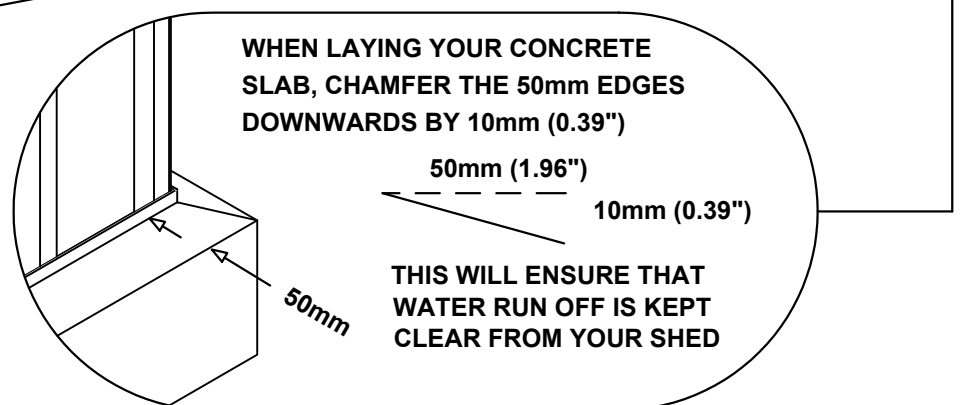 WHEN LAYING YOUR CONCRETE
SLAB, CHAMFER THE 50mm EDGES
DOWNWARDS BY 10mm (0.39")
50mm (1.96")
10mm (0.39")
THIS WILL ENSURE THAT
WATER RUN OFF IS KEPT
CLEAR FROM YOUR SHED
50mm